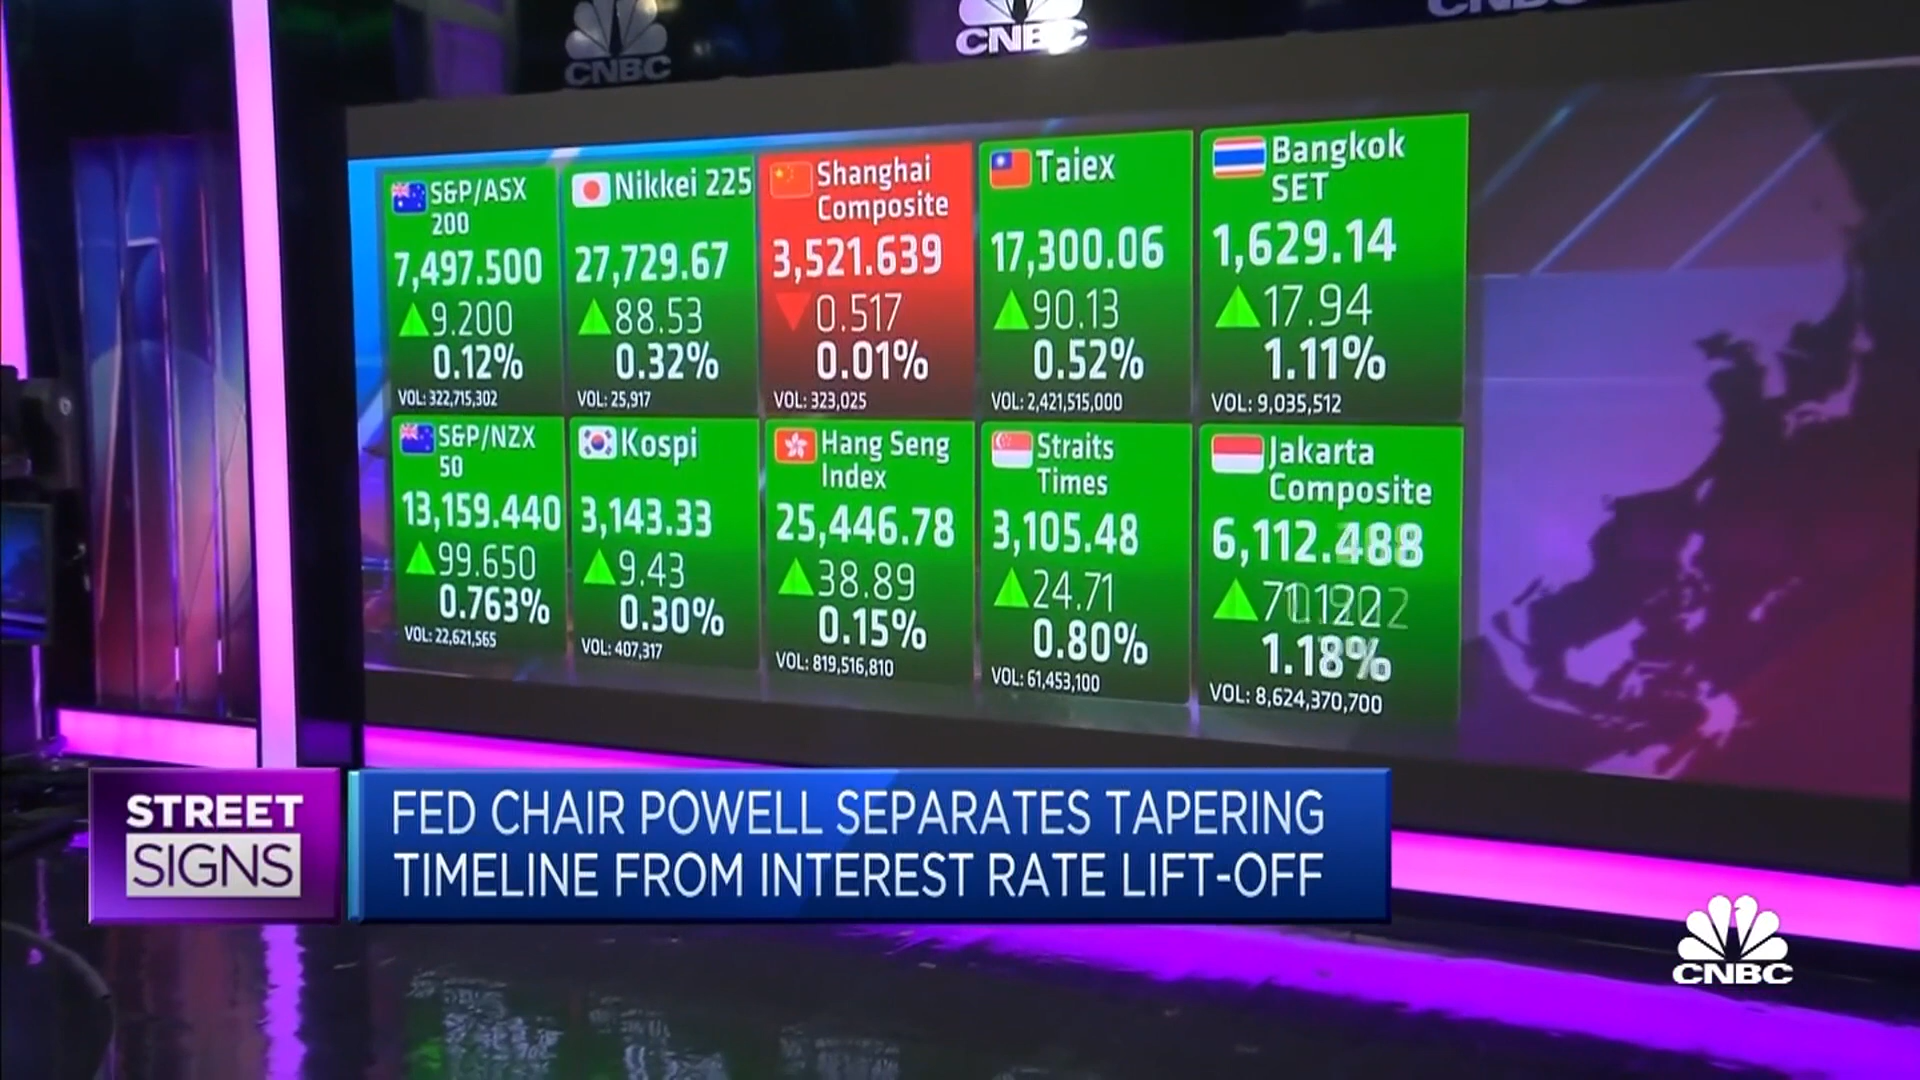 CNBC
CNBC
CNBC
S&P/ASX
200
7,497.500
9.200
0.12%
VOL: 322,715,302
Nikkei 225
27,729.67
88.53
0.32%
VOL: 25,917
Shanghai
Composite
3,521.639
0.517
0.01%
VOL: 323,025
Taiex
17,300.06
90.13
0.52%
VOL: 2,421,515,000
Bangkok
SET
1,629.14
17.94
1.11%
VOL: 9,035,512
S&P/NZX
50
13,159.440
99.650
0.763%
VOL: 22,621,565
Kospi
3,143.33
9.43
0.30%
VOL: 407,317
Hang Seng
Index
25,446.78
38.89
0.15%
VOL: 819,516,810
Straits
Times
3,105.48
24.71
0.80%
VOL: 61,453,100
Jakarta
Composite
1.18%
VOL: 8,624,370,700
STREET
SIGNS
FED CHAIR POWELL SEPARATES TAPERING
TIMELINE FROM INTEREST RATE LIFT-OFF
CNBC